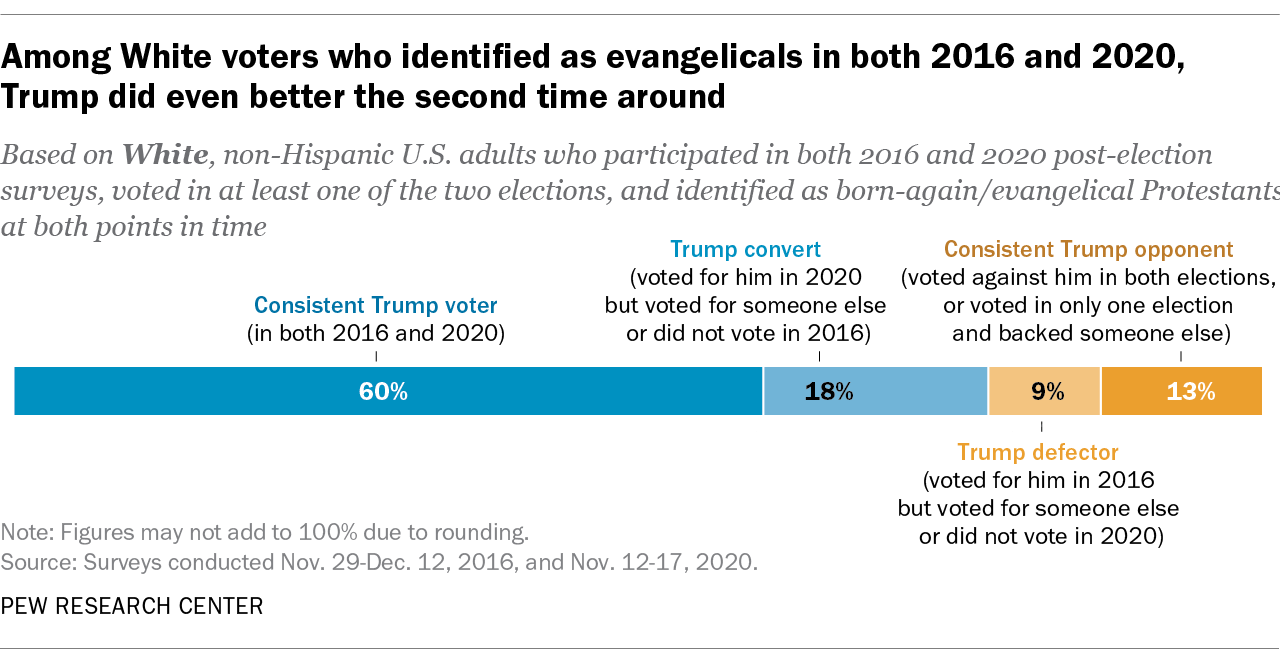 Among White voters who identified as evangelicals in both 2016 and 2020,
Trump did even better the second time around
Based on White, non-Hispanic U.S. adults who participated in both 2016 and 2020 post-election
surveys, voted in at least one of the two elections, and identified as born-again/evangelical Protestants
at both points in time
Consistent Trump voter
(in both 2016 and 2020)
Trump convert
(voted for him in 2020
but voted for someone else
or did not vote in 2016)
Consistent Trump opponent
(voted against him in both elections,
or voted in only one election
and backed someone else)
60%
18%
9%
13%
Trump defector
(voted for him in 2016
but voted for someone else
or did not vote in 2020)
Note: Figures may not add to 100% due to rounding.
Source: Surveys conducted Nov. 29-Dec. 12, 2016, and Nov. 12-17, 2020.
PEW RESEARCH CENTER